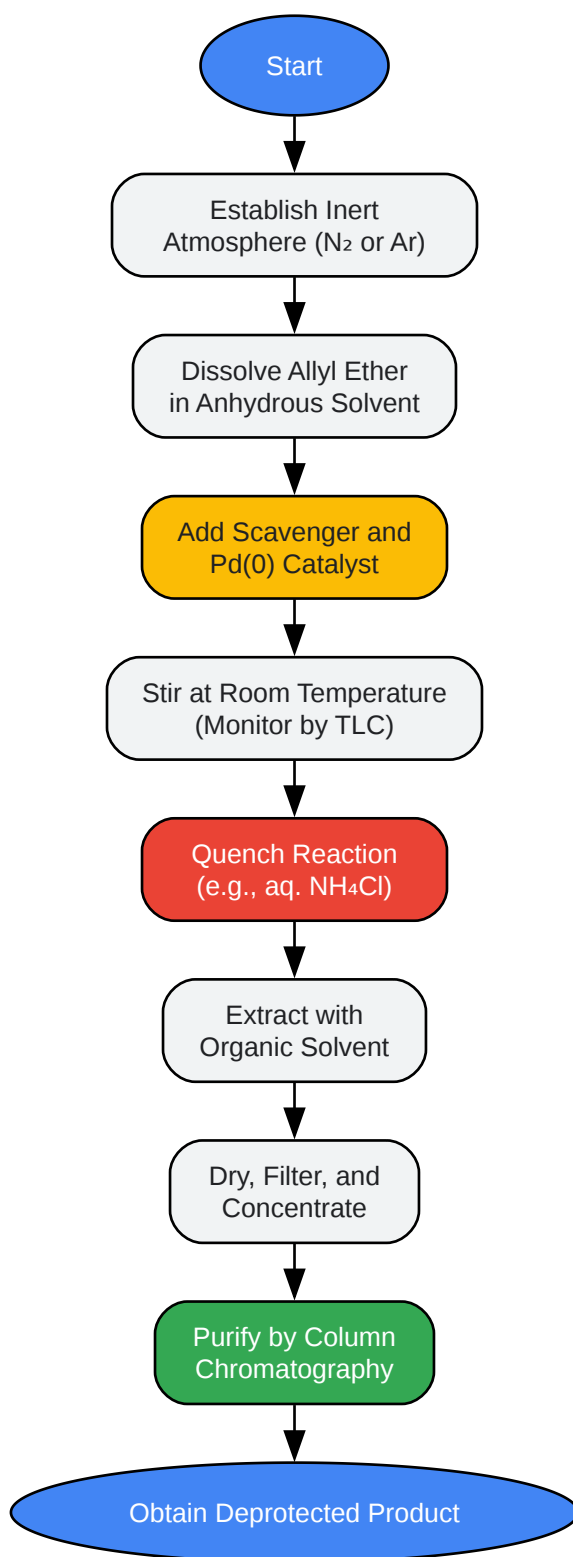 Start
Establish Inert
Atmosphere (N₂ or Ar)
Dissolve Allyl Ether
in Anhydrous Solvent
Add Scavenger and
Pd(0) Catalyst
Stir at Room Temperature
(Monitor by TLC)
Quench Reaction
(e.g., aq. NH₄Cl)
Extract with
Organic Solvent
Dry, Filter, and
Concentrate
Purify by Column
Chromatography
Obtain Deprotected Product